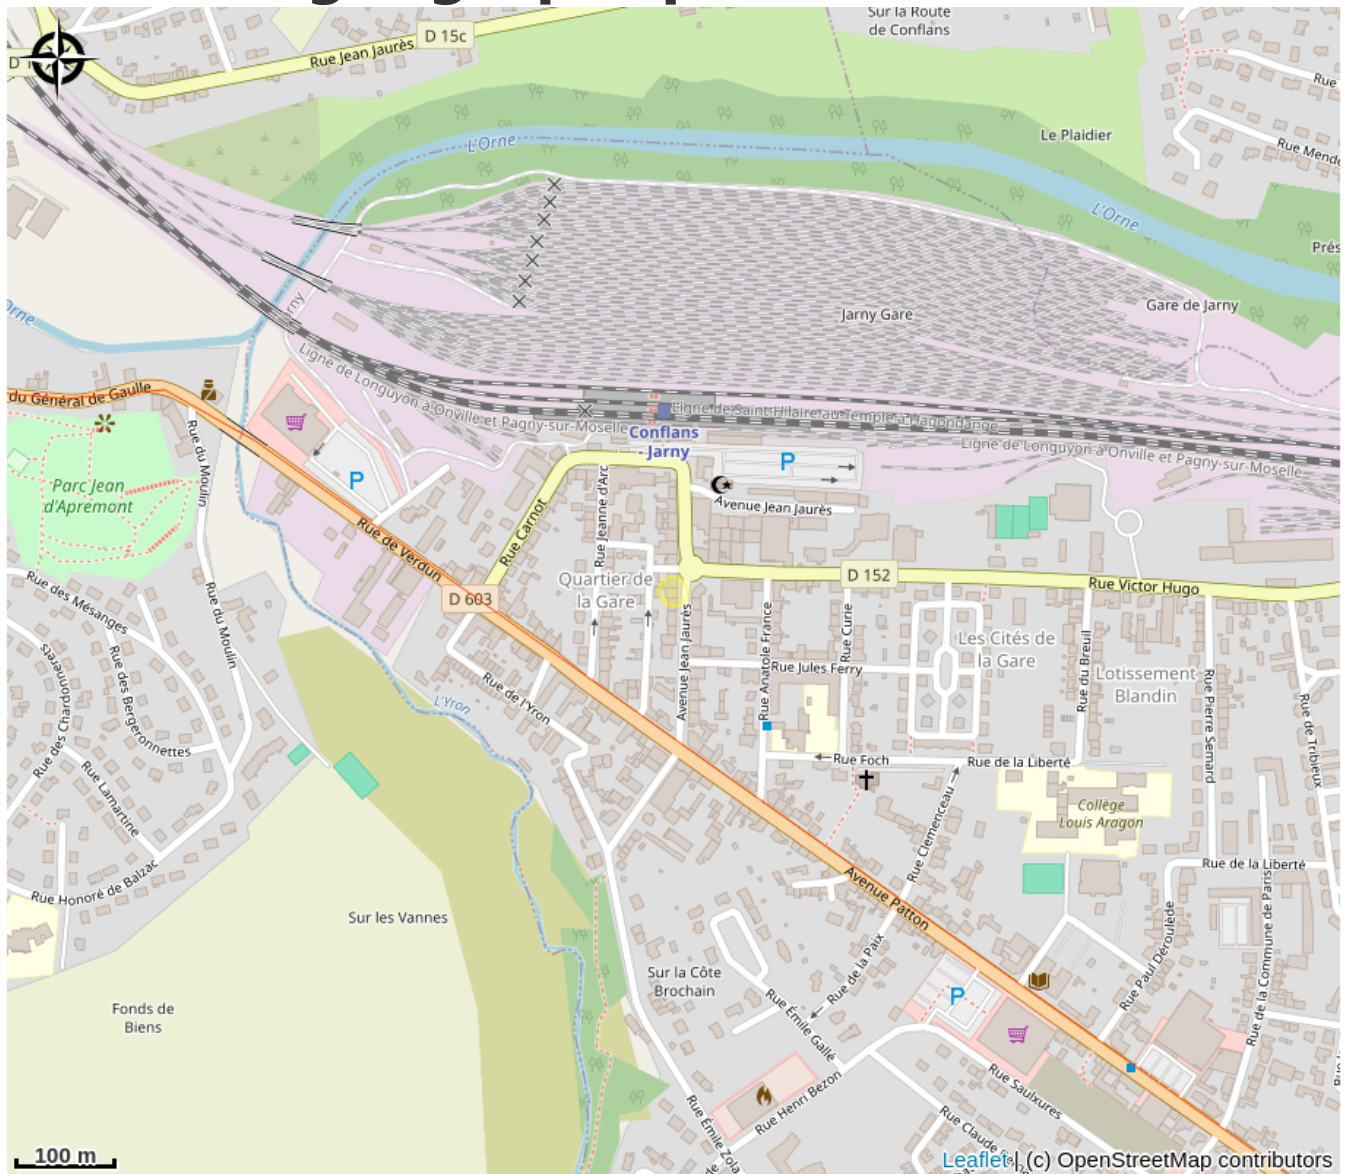 Sur la Route
de Conflans
D 15c
Rue Jean Jaurès
D 1
Rue
Le Plaidier
Rue Mende
L'Orne
L'Orne
Prés
Gare de Jarny
Jarny Gare
Orne
arny
Ligne de Longuyon à Onville et Pagny-sur-Moselle
Ligne de Saint-Hilaire au Temple à Hagondange
du Général de Gaulle
Conflans
- Jarny
Ligne de Longuyon à Onville et Pagny-sur-Moselle
P
P
Parc Jean
d'Apremont
Rue du Moulin
Rue Jeanne d'Arc
Avenue Jean Jaurès
Rue Carnot
Rue de Verdun
D 603
Quartier de
la Gare
D 152
Rue Victor Hugo
Rue des Mésanges
Rue du Moulin
Avenue Jean Jaurès
Rue Anatole France
Rue Curie
Rue Jules Ferry
Les Cités de
la Gare
Rue du Breuil
Lotissement
Blandin
Rue Pierre Semard
Rue de Tribieux
Rue des Chardonnerets
Rue des Bergeronnettes
Rue de l'Yron
L'Yron
Rue Lamartine
Rue Foch
Rue de la Liberté
Collège
Louis Aragon
Rue Clemenceau
Rue Honoré de Balzac
Avenue Patton
Rue de la Liberté
Sur les Vannes
Rue de la Paix
Rue Paul Déroulède
Rue de la Commune de Paris
Sur la Côte
Brochain
P
Fonds de
Biens
Rue Émile Gallé
Rue Henri Bezon
Rue Saulxures
Rue Émile Zola
Rue Claude
100 m
Leaflet | (c) OpenStreetMap contributors